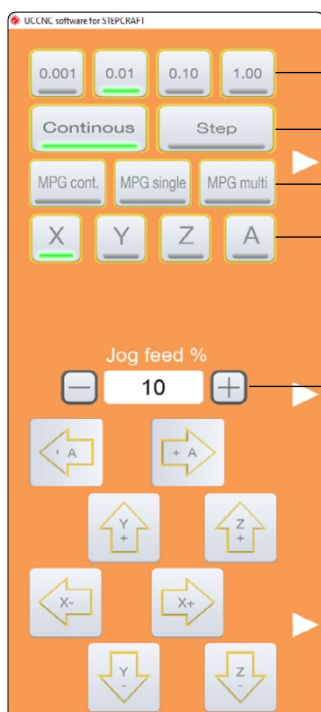 UCCNC software for STEPCRAFT
0.001 0.01 0.10 1.00
Continous Step
MPG cont. MPG single MPG multi
X Y Z A
Jog feed %
10
- A + A
Y + Z +
X- X+
Y - Z -